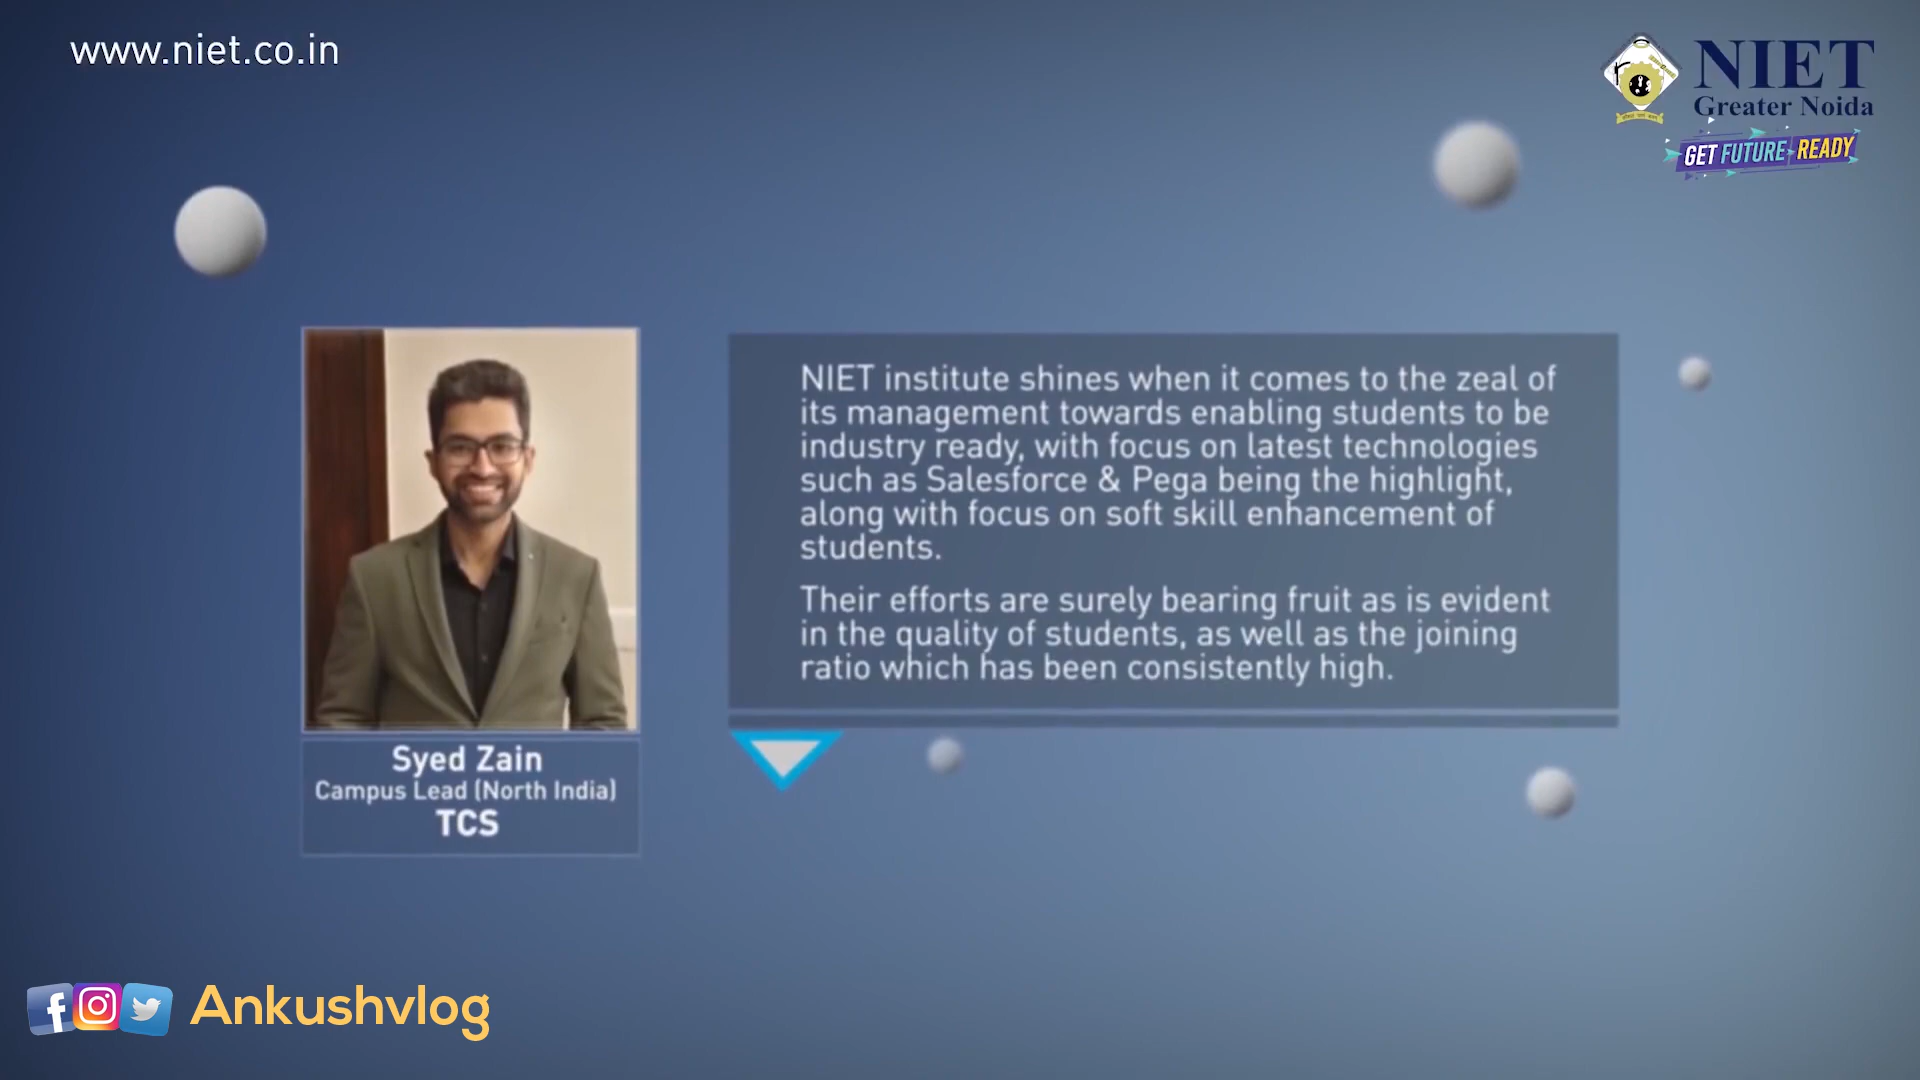 www.niet.co.in
NIET
Greater Noida
GET FUTURE READY
NIET institute shines when it comes to the zeal of
its management towards enabling students to be
industry ready, with focus on latest technologies
such as Salesforce & Pega being the highlight,
along with focus on soft skill enhancement of
students.
Their efforts are surely bearing fruit as is evident
in the quality of students, as well as the joining
ratio which has been consistently high.
Syed Zain
Campus Lead (North India)
TCS
Ankushvlog